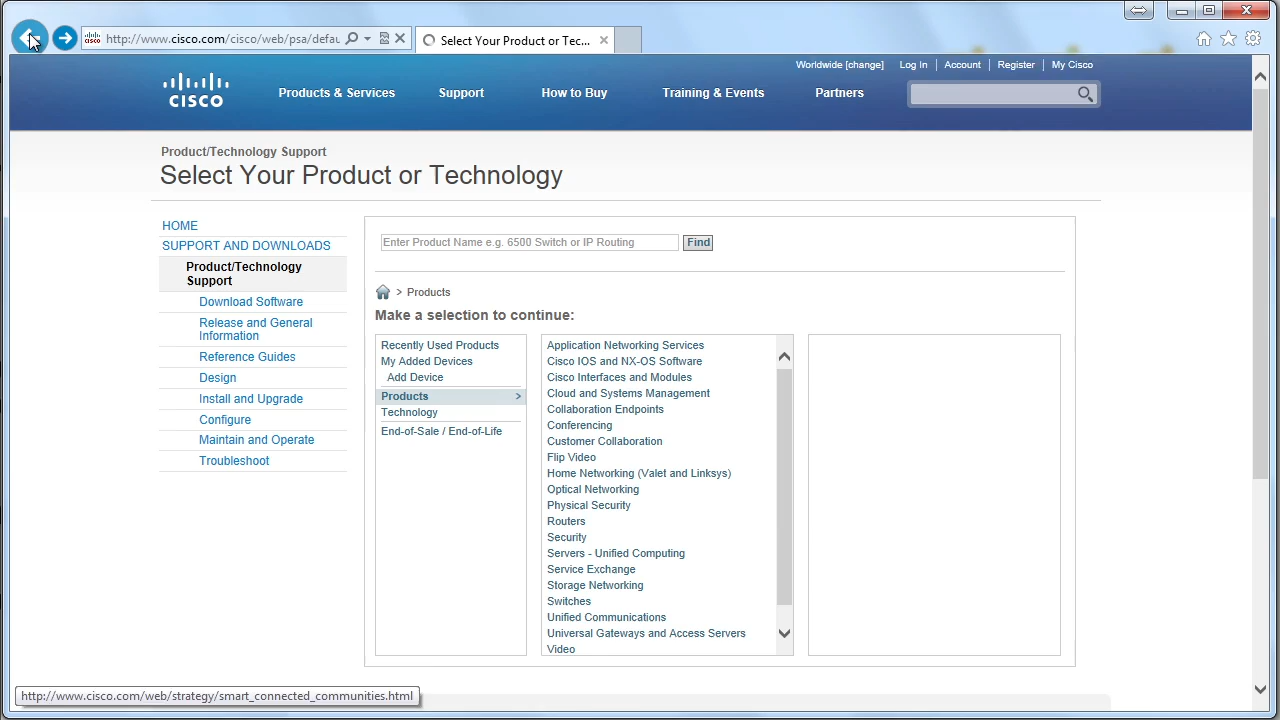 http://www.cisco.com/cisco/web/psa/defau
Select Your Product or Tec...
Worldwide [change]
Log In
Account
Register
My Cisco
CISCO
Products & Services
Support
How to Buy
Training & Events
Partners
Product/Technology Support
Select Your Product or Technology
HOME
SUPPORT AND DOWNLOADS
Product/Technology
Support
Download Software
Release and General
Information
Reference Guides
Design
Install and Upgrade
Configure
Maintain and Operate
Troubleshoot
Enter Product Name e.g. 6500 Switch or IP Routing
Find
> Products
Make a selection to continue:
Recently Used Products
My Added Devices
Add Device
Products >
Technology
End-of-Sale / End-of-Life
Application Networking Services
Cisco IOS and NX-OS Software
Cisco Interfaces and Modules
Cloud and Systems Management
Collaboration Endpoints
Conferencing
Customer Collaboration
Flip Video
Home Networking (Valet and Linksys)
Optical Networking
Physical Security
Routers
Security
Servers - Unified Computing
Service Exchange
Storage Networking
Switches
Unified Communications
Universal Gateways and Access Servers
Video
http://www.cisco.com/web/strategy/smart_connected_communities.html